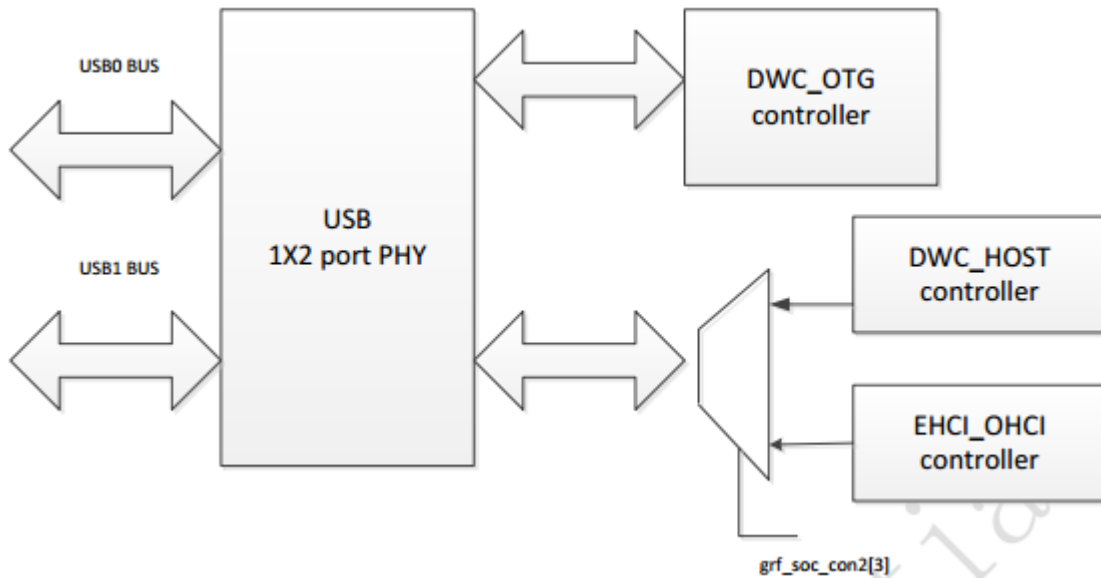 USB0 BUS
DWC_OTG
controller
USB
1X2 port PHY
USB1 BUS
DWC_HOST
controller
EHCI_OHCI
controller
grf_soc_con2[3]